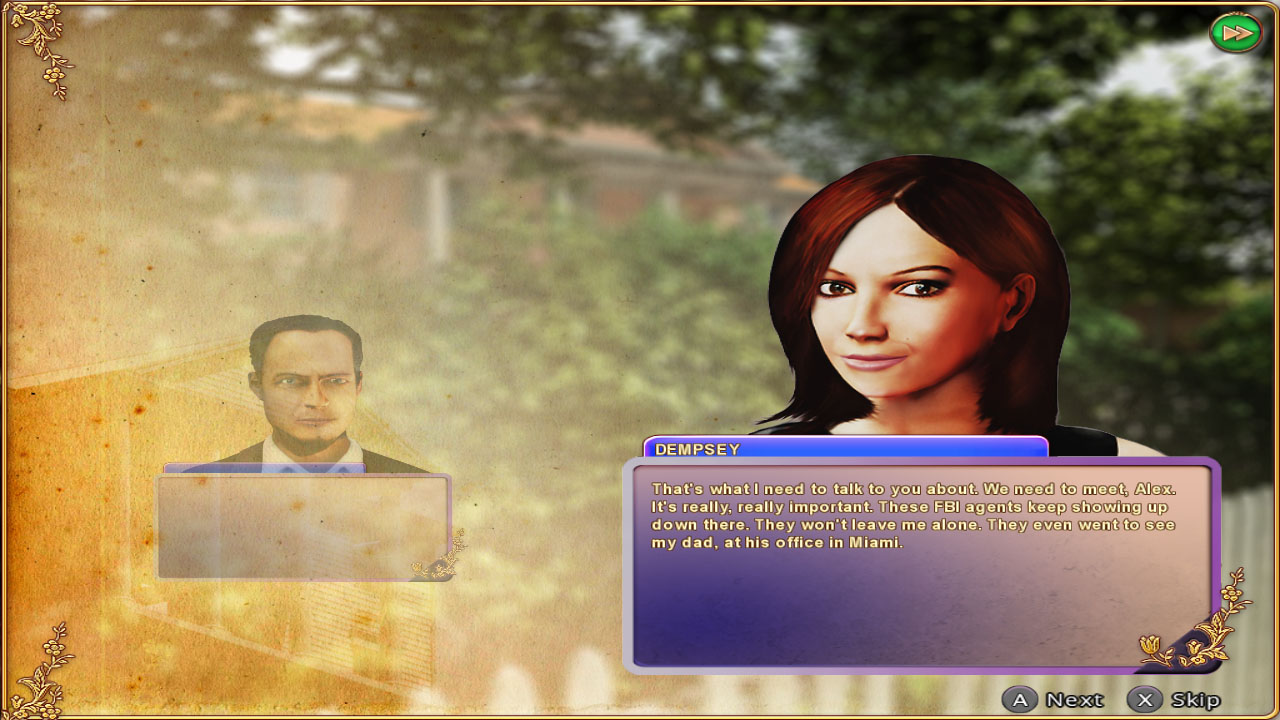 DEMPSEY
That's what I need to talk to you about. We need to meet, Alex.
It's really, really important. These FBI agents keep showing up
down there. They won't leave me alone. They even went to see
my dad, at his office in Miami.
A Next X Skip